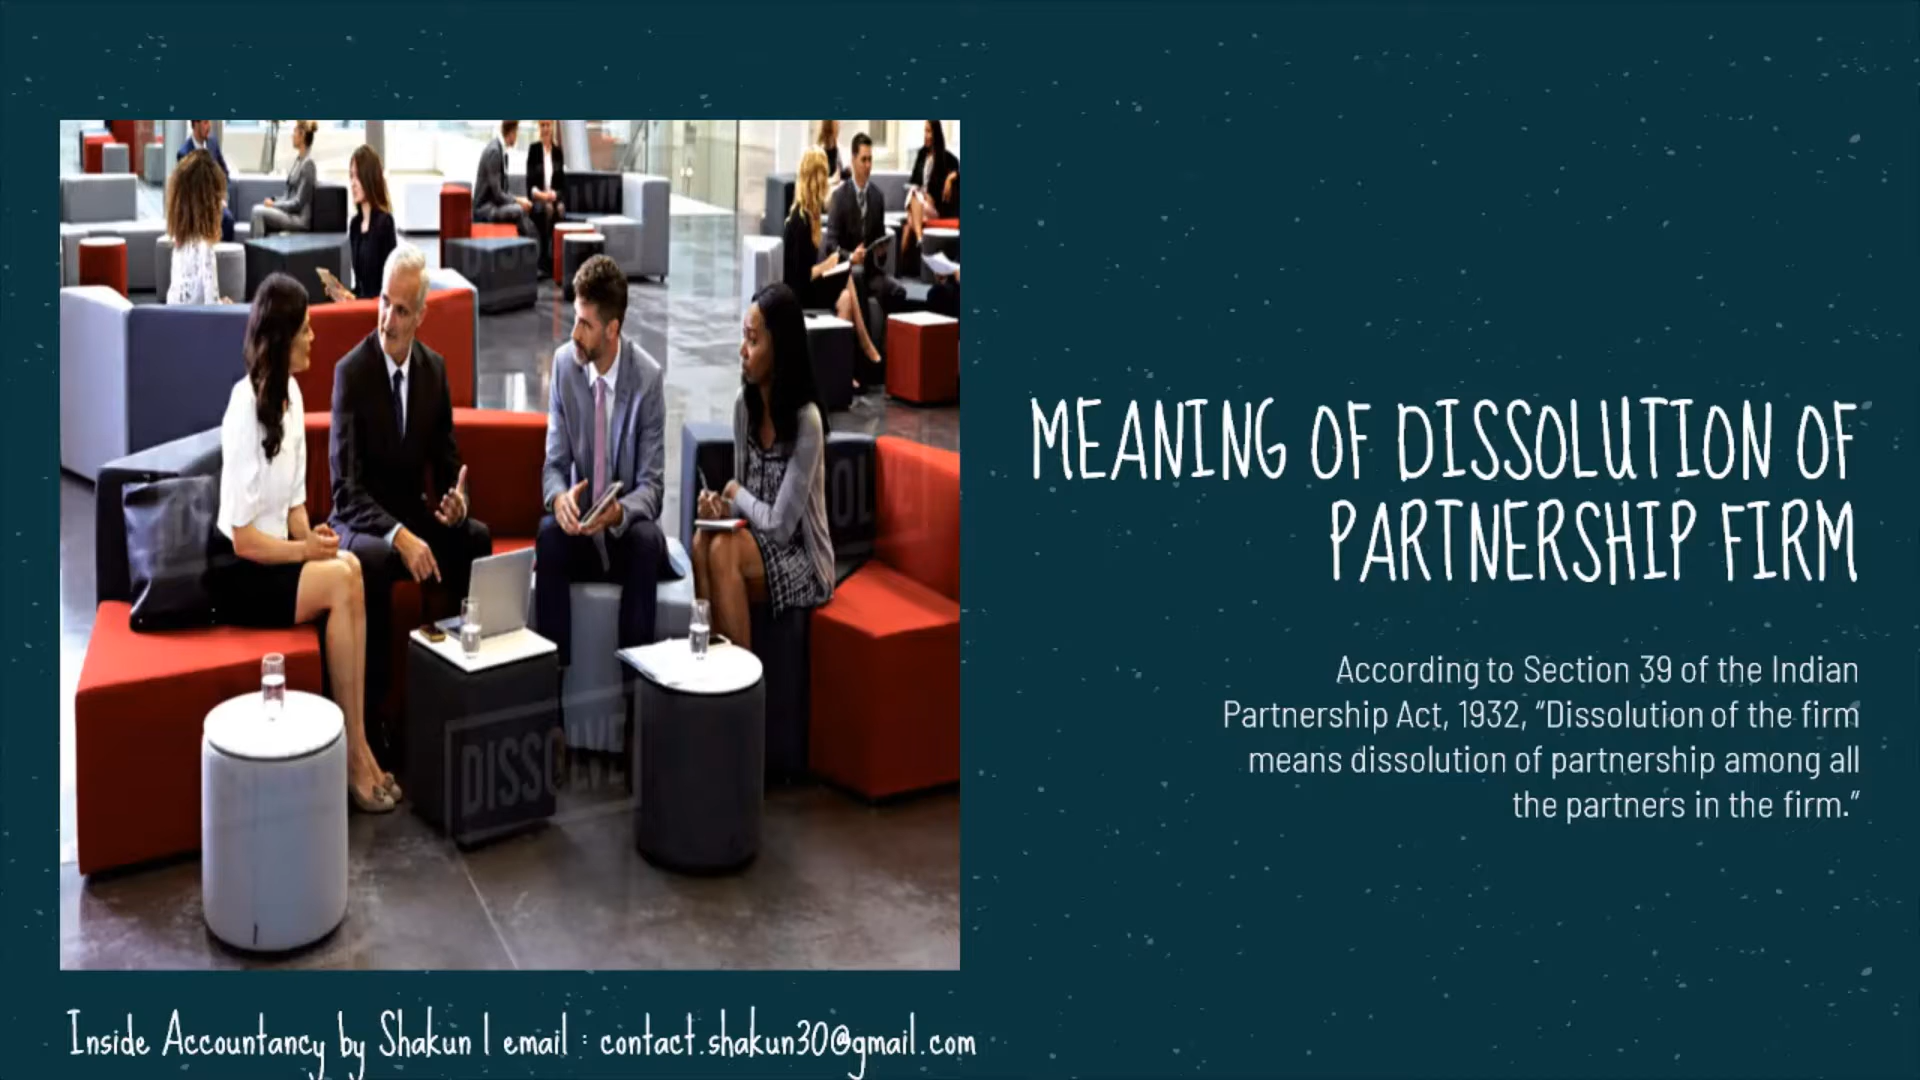 MEANING OF DISSOLUTION OF
PARTNERSHIP FIRM
According to Section 39 of the Indian
Partnership Act, 1932, “Dissolution of the firm
means dissolution of partnership among all
the partners in the firm.”
DISSOLVE
Inside Accountancy by Shakun | email : contact.shakun30@gmail.com